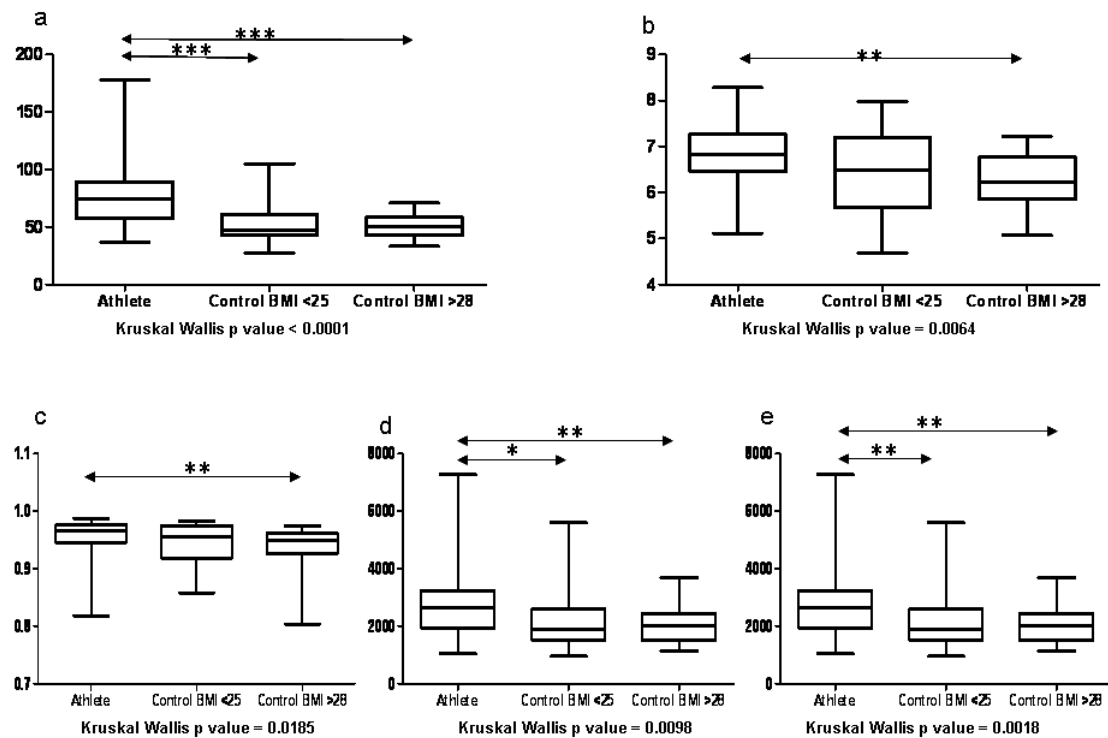 a
***
***
200
150
100
50
0
Athlete Control BMI <25 Control BMI >28
Kruskal Wallis p value < 0.0001
b
**
9
8
7
6
5
4
Athlete Control BMI <25 Control BMI >28
Kruskal Wallis p value = 0.0064
c
**
1.1
1.0
0.9
0.8
0.7
Athlete Control BMI <25 Control BMI >28
Kruskal Wallis p value = 0.0185
d
**
*
8000
6000
4000
2000
0
Athlete Control BMI <25 Control BMI >28
Kruskal Wallis p value = 0.0098
e
**
**
8000
6000
4000
2000
0
Athlete Control BMI <25 Control BMI >28
Kruskal Wallis p value = 0.0018